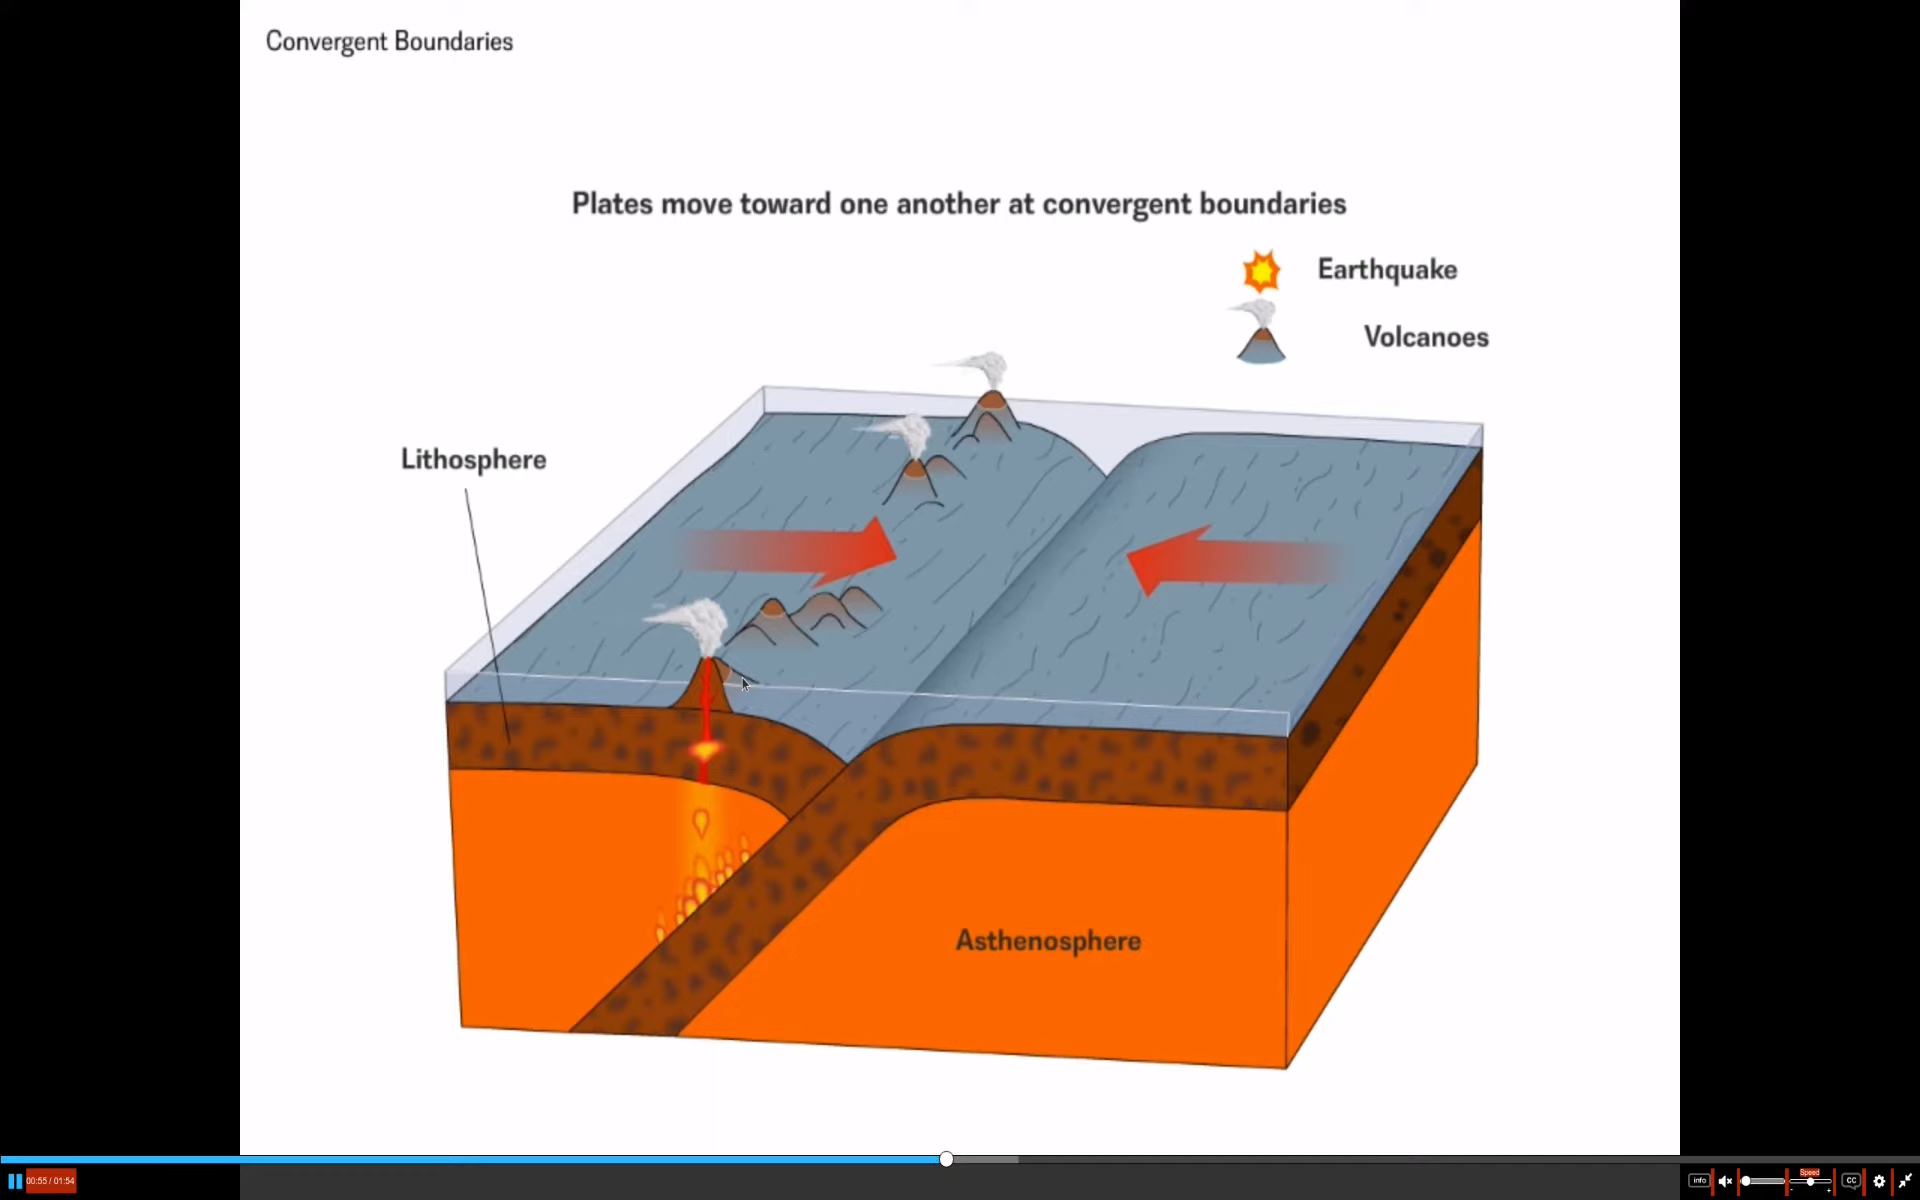 Convergent Boundaries
Plates move toward one another at convergent boundaries
Earthquake
Volcanoes
Lithosphere
Asthenosphere
00:55 / 01:54
info
Speed
- +
CC